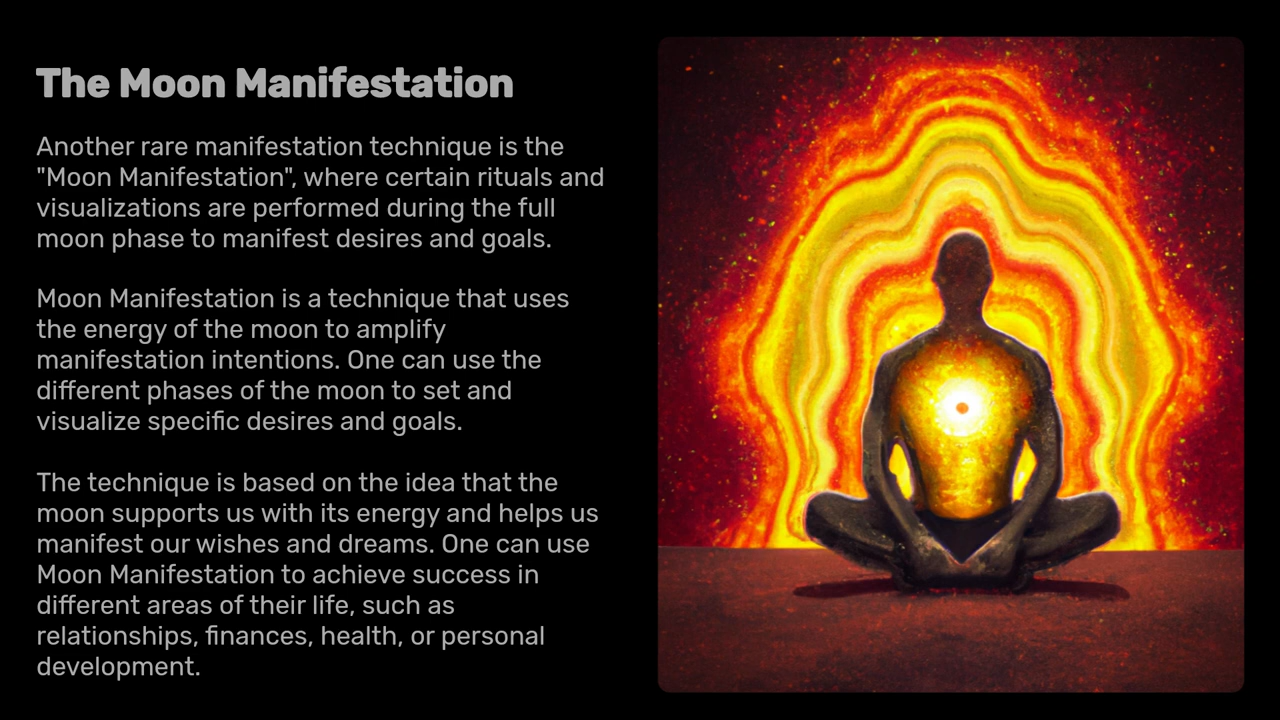 The Moon Manifestation
Another rare manifestation technique is the
"Moon Manifestation", where certain rituals and
visualizations are performed during the full
moon phase to manifest desires and goals.
Moon Manifestation is a technique that uses
the energy of the moon to amplify
manifestation intentions. One can use the
different phases of the moon to set and
visualize specific desires and goals.
The technique is based on the idea that the
moon supports us with its energy and helps us
manifest our wishes and dreams. One can use
Moon Manifestation to achieve success in
different areas of their life, such as
relationships, finances, health, or personal
development.